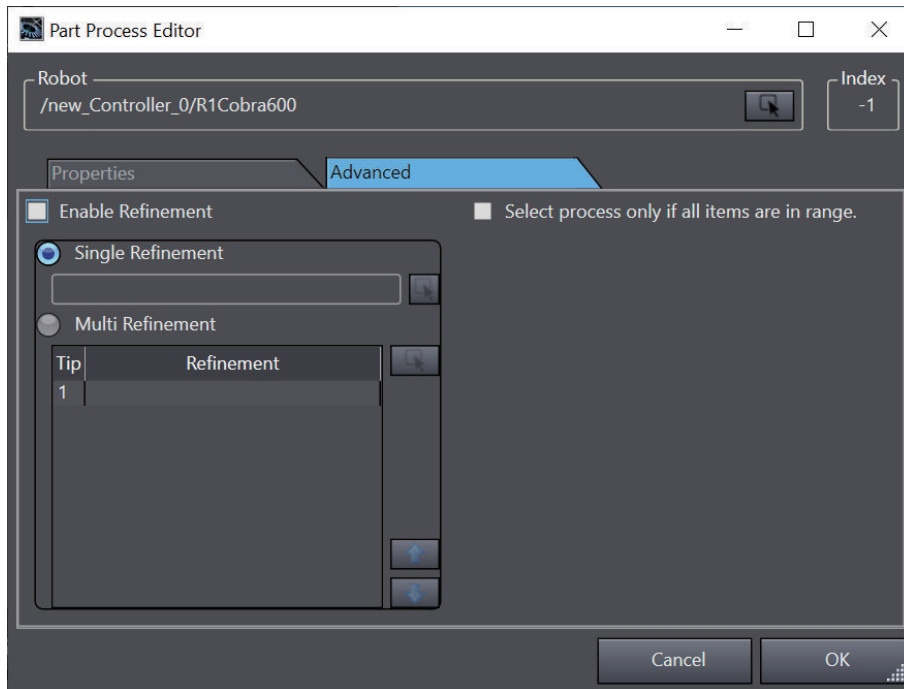 Part Process Editor
Robot
Index
/new_Controller_0/R1Cobra600
-1
Properties
Advanced
Enable Refinement
Select process only if all items are in range.
Single Refinement
Multi Refinement
Tip
Refinement
1
Cancel
OK